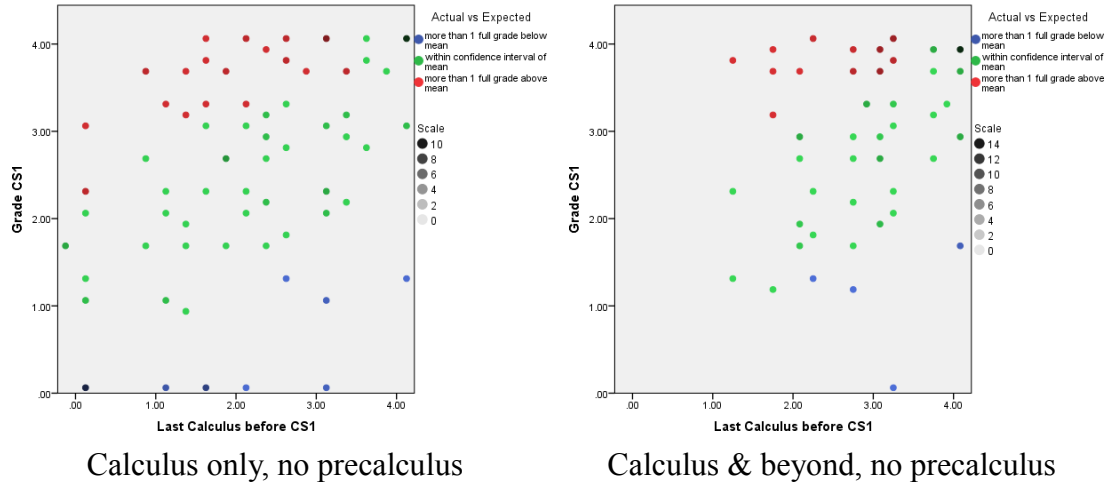 Actual vs Expected
more than 1 full grade below
mean
within confidence interval of
mean
more than 1 full grade above
mean
Scale
10
8
6
4
2
0
Grade CS1
4.00
3.00
2.00
1.00
.00
.00 1.00 2.00 3.00 4.00
Last Calculus before CS1
Calculus only, no precalculus
Actual vs Expected
more than 1 full grade below
mean
within confidence interval of
mean
more than 1 full grade above
mean
Scale
14
12
10
8
6
4
2
0
Grade CS1
4.00
3.00
2.00
1.00
.00
.00 1.00 2.00 3.00 4.00
Last Calculus before CS1
Calculus & beyond, no precalculus